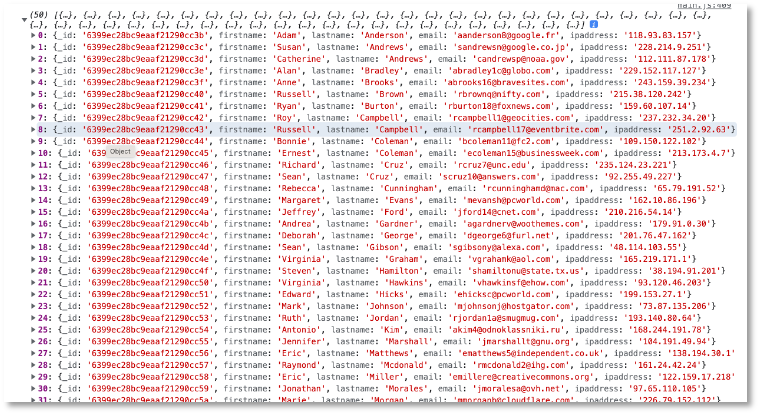 main.js:409
(50) [{…}, {…}, {…}, {…}, {…}, {…}, {…}, {…}, {…}, {…}, {…}, {…}, {…}, {…}, {…}, {…}, {…}, {…}, {…}, {…}, {…}, {…}, {…},
{…}, {…}, {…}, {…}, {…}, {…}, {…}, {…}, {…}, {…}, {…}, {…}, {…}, {…}, {…}, {…}, {…}, {…}] i
0: {_id: '6399ec28bc9eaaf21290cc3b', firstname: 'Adam', lastname: 'Anderson', email: 'aanderson8@google.fr', ipaddress: '118.93.83.157'}
1: {_id: '6399ec28bc9eaaf21290cc3c', firstname: 'Susan', lastname: 'Andrews', email: 'sandrewsn@google.co.jp', ipaddress: '228.214.9.251'}
2: {_id: '6399ec28bc9eaaf21290cc3d', firstname: 'Catherine', lastname: 'Andrews', email: 'candrewsp@noaa.gov', ipaddress: '112.111.87.178'}
3: {_id: '6399ec28bc9eaaf21290cc3e', firstname: 'Alan', lastname: 'Bradley', email: 'abradley1c@globo.com', ipaddress: '229.152.117.127'}
4: {_id: '6399ec28bc9eaaf21290cc3f', firstname: 'Anne', lastname: 'Brooks', email: 'abrooks16@bravesites.com', ipaddress: '243.159.39.234'}
5: {_id: '6399ec28bc9eaaf21290cc40', firstname: 'Russell', lastname: 'Brown', email: 'rbrownq@nifty.com', ipaddress: '215.38.120.242'}
6: {_id: '6399ec28bc9eaaf21290cc41', firstname: 'Ryan', lastname: 'Burton', email: 'rburton18@foxnews.com', ipaddress: '159.60.107.14'}
7: {_id: '6399ec28bc9eaaf21290cc42', firstname: 'Roy', lastname: 'Campbell', email: 'rcampbell1@geocities.com', ipaddress: '237.232.34.20'}
8: {_id: '6399ec28bc9eaaf21290cc43', firstname: 'Russell', lastname: 'Campbell', email: 'rcampbell17@eventbrite.com', ipaddress: '251.2.92.63'}
9: {_id: '6399ec28bc9eaaf21290cc44', firstname: 'Bonnie', lastname: 'Coleman', email: 'bcoleman11@fc2.com', ipaddress: '109.150.122.102'}
10: {_id: '6399ec28bc9eaaf21290cc45', firstname: 'Ernest', lastname: 'Coleman', email: 'ecoleman15@businessweek.com', ipaddress: '213.173.4.7'}
Object
11: {_id: '6399ec28bc9eaaf21290cc46', firstname: 'Richard', lastname: 'Cruz', email: 'rcruz7@unc.edu', ipaddress: '235.124.23.221'}
12: {_id: '6399ec28bc9eaaf21290cc47', firstname: 'Sean', lastname: 'Cruz', email: 'scruz10@answers.com', ipaddress: '92.255.49.227'}
13: {_id: '6399ec28bc9eaaf21290cc48', firstname: 'Rebecca', lastname: 'Cunningham', email: 'rcunninghamd@mac.com', ipaddress: '65.79.191.52'}
14: {_id: '6399ec28bc9eaaf21290cc49', firstname: 'Margaret', lastname: 'Evans', email: 'mevansh@pcworld.com', ipaddress: '162.10.86.196'}
15: {_id: '6399ec28bc9eaaf21290cc4a', firstname: 'Jeffrey', lastname: 'Ford', email: 'jford14@cnet.com', ipaddress: '210.216.54.14'}
16: {_id: '6399ec28bc9eaaf21290cc4b', firstname: 'Andrea', lastname: 'Gardner', email: 'agardnerv@woothemes.com', ipaddress: '179.91.0.30'}
17: {_id: '6399ec28bc9eaaf21290cc4c', firstname: 'Deborah', lastname: 'George', email: 'dgeorge6@furl.net', ipaddress: '201.76.47.162'}
18: {_id: '6399ec28bc9eaaf21290cc4d', firstname: 'Sean', lastname: 'Gibson', email: 'sgibsony@alexa.com', ipaddress: '48.114.103.55'}
19: {_id: '6399ec28bc9eaaf21290cc4e', firstname: 'Virginia', lastname: 'Graham', email: 'vgrahamk@aol.com', ipaddress: '165.219.171.1'}
20: {_id: '6399ec28bc9eaaf21290cc4f', firstname: 'Steven', lastname: 'Hamilton', email: 'shamiltonu@state.tx.us', ipaddress: '38.194.91.201'}
21: {_id: '6399ec28bc9eaaf21290cc50', firstname: 'Virginia', lastname: 'Hawkins', email: 'vhawkinsf@ehow.com', ipaddress: '93.120.46.203'}
22: {_id: '6399ec28bc9eaaf21290cc51', firstname: 'Edward', lastname: 'Hicks', email: 'ehicksc@pcworld.com', ipaddress: '199.153.27.1'}
23: {_id: '6399ec28bc9eaaf21290cc52', firstname: 'Mark', lastname: 'Johnson', email: 'mjohnsonj@hostgator.com', ipaddress: '73.87.135.206'}
24: {_id: '6399ec28bc9eaaf21290cc53', firstname: 'Ruth', lastname: 'Jordan', email: 'rjordan1a@smugmug.com', ipaddress: '193.140.80.64'}
25: {_id: '6399ec28bc9eaaf21290cc54', firstname: 'Antonio', lastname: 'Kim', email: 'akim4@odnoklassniki.ru', ipaddress: '168.244.191.78'}
26: {_id: '6399ec28bc9eaaf21290cc55', firstname: 'Jennifer', lastname: 'Marshall', email: 'jmarshallt@gnu.org', ipaddress: '104.191.49.94'}
27: {_id: '6399ec28bc9eaaf21290cc56', firstname: 'Eric', lastname: 'Matthews', email: 'ematthews5@independent.co.uk', ipaddress: '138.194.30.1'
28: {_id: '6399ec28bc9eaaf21290cc57', firstname: 'Raymond', lastname: 'Mcdonald', email: 'rmcdonald2@ihg.com', ipaddress: '161.24.42.24'}
29: {_id: '6399ec28bc9eaaf21290cc58', firstname: 'Eric', lastname: 'Miller', email: 'emillere@creativecommons.org', ipaddress: '122.159.17.218'
30: {_id: '6399ec28bc9eaaf21290cc59', firstname: 'Jonathan', lastname: 'Morales', email: 'jmoralesa@ovh.net', ipaddress: '97.65.110.105'}
31: {_id: '6399ec28bc9eaaf21290cc5a', firstname: 'Marie', lastname: 'Morgan', email: 'mmorganb@cloudflare.com', ipaddress: '226.79.152.112'}